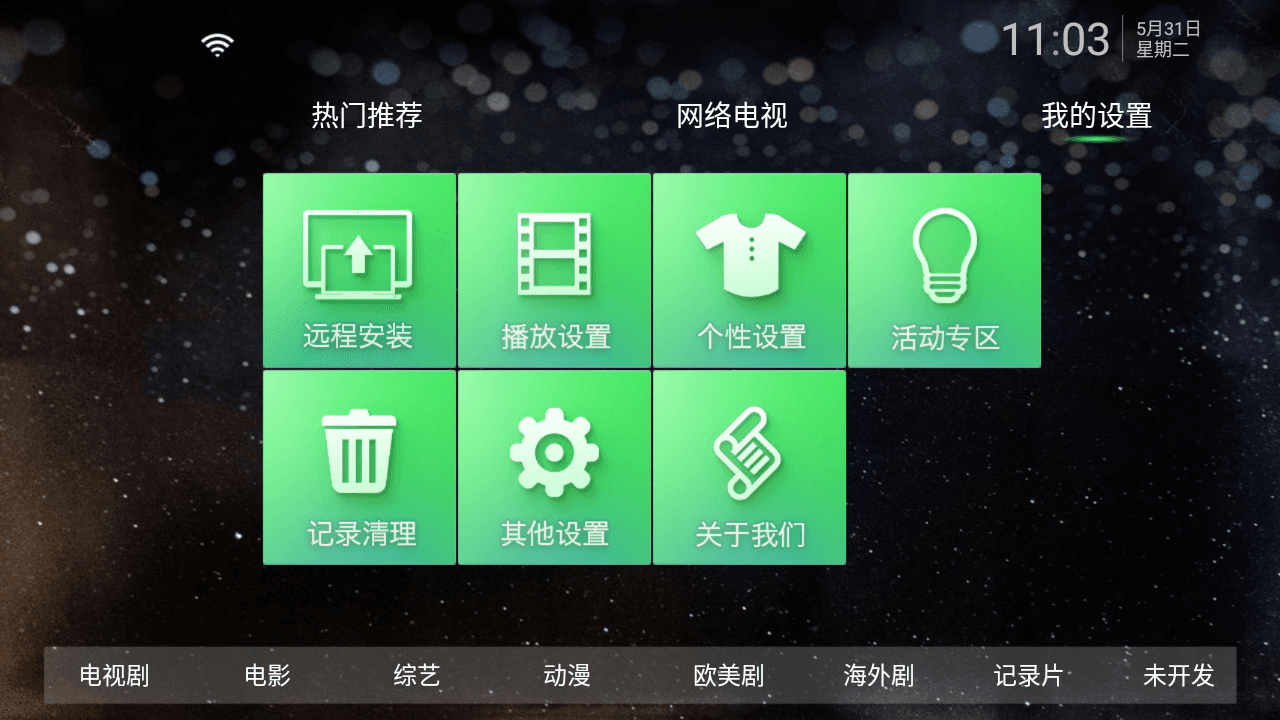 11:03
5月31日
星期二
热门推荐
网络电视
我的设置
远程安装
播放设置
个性设置
活动专区
记录清理
其他设置
关于我们
电视剧
电影
综艺
动漫
欧美剧
海外剧
记录片
未开发